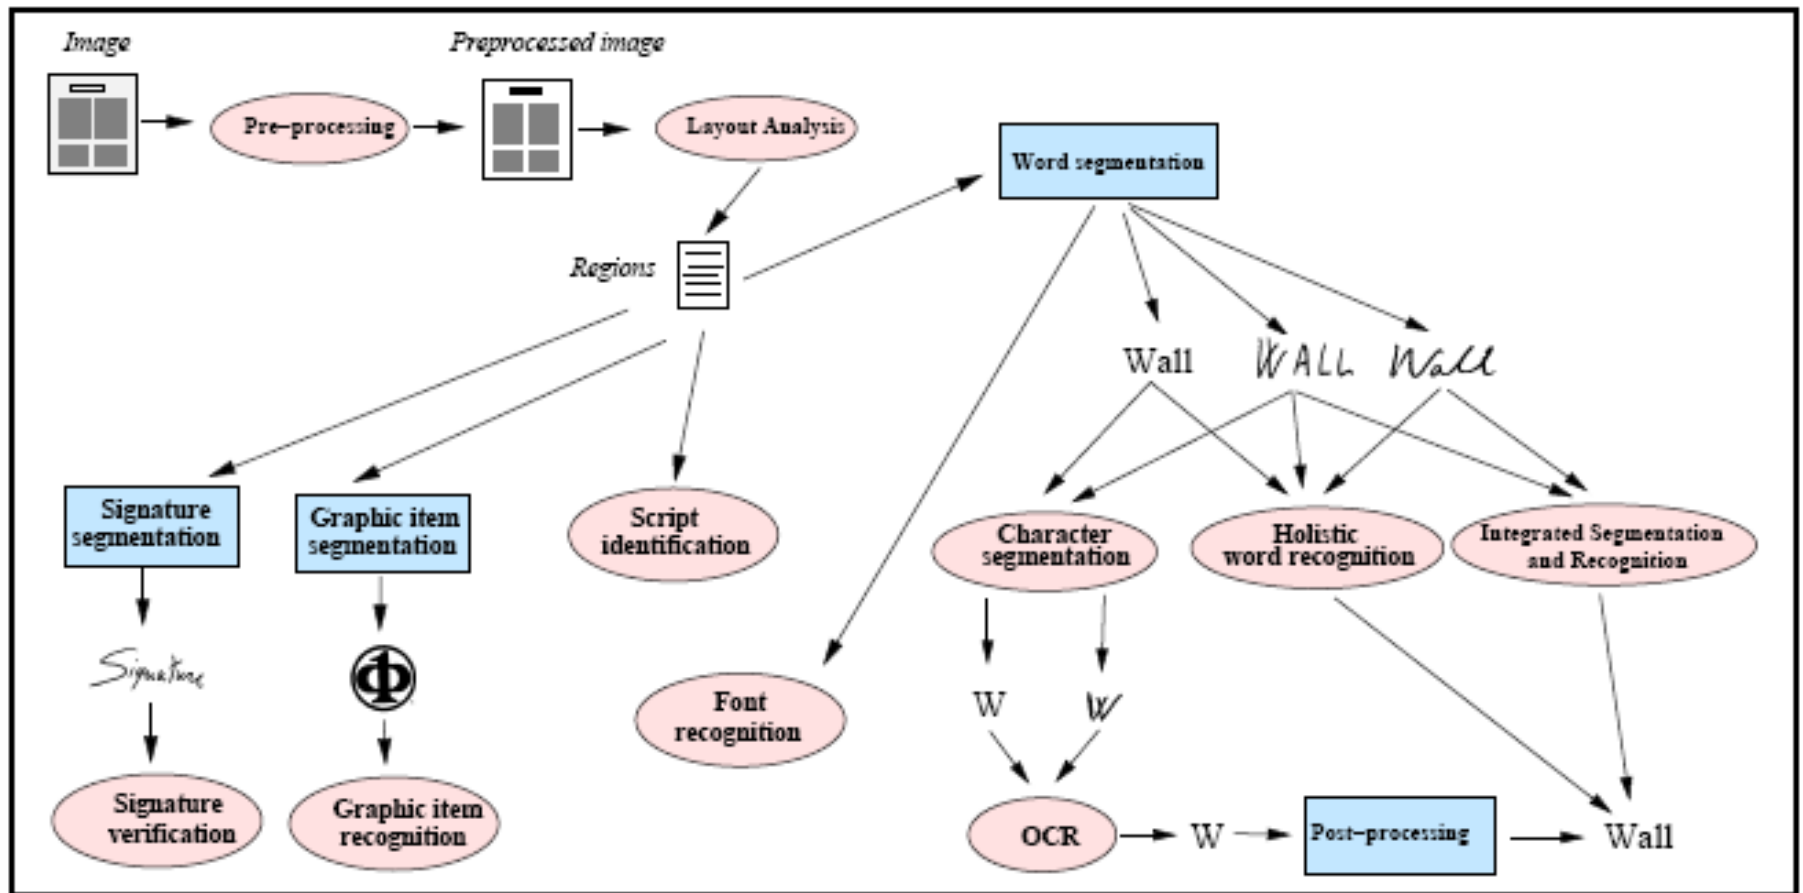 Image
Preprocessed image
Pre-processing
Layout Analysis
Word segmentation
Regions
Wall
WALL
Wall
Signature
segmentation
Graphic item
segmentation
Script
identification
Character
segmentation
Holistic
word recognition
Integrated Segmentation
and Recognition
Signature
Φ
W
W
Font
recognition
Signature
verification
Graphic item
recognition
OCR
W
Post-processing
Wall